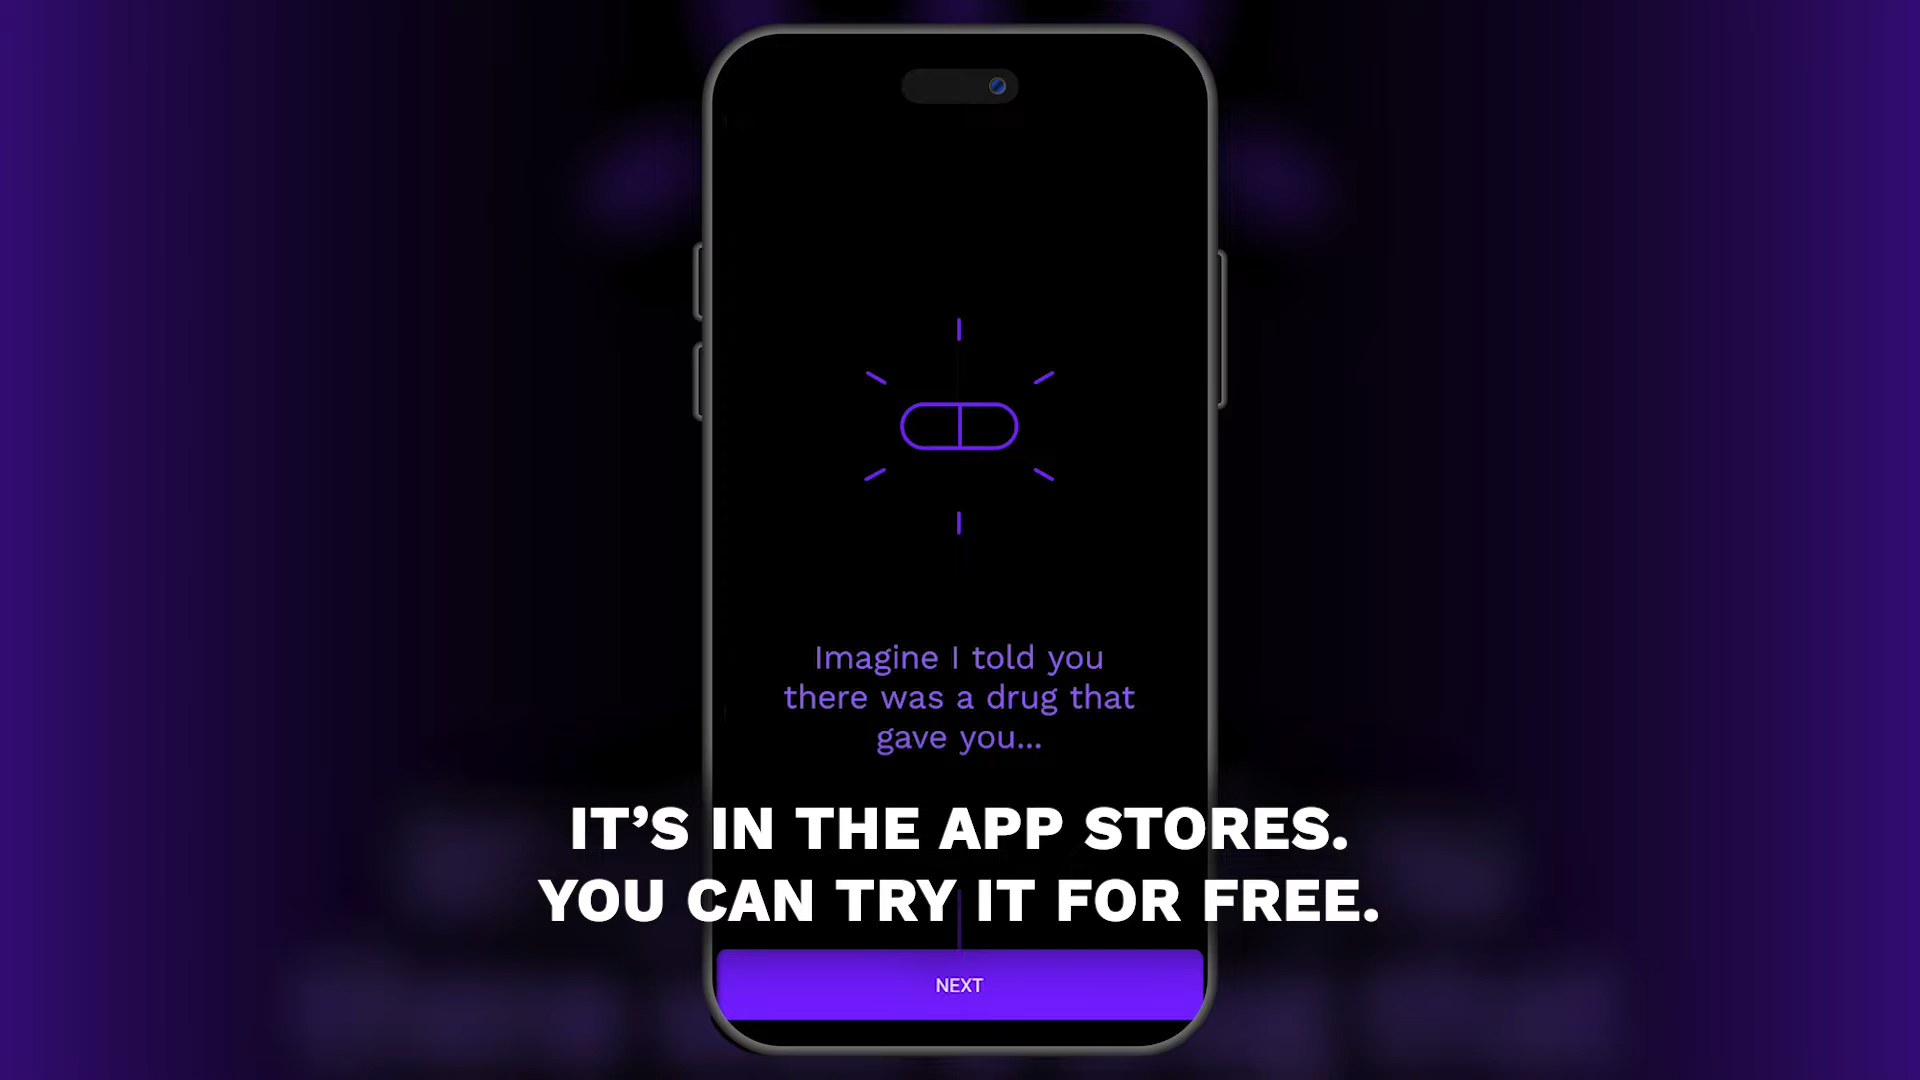 Imagine I told you
there was a drug that
gave you...
IT’S IN THE APP STORES.
YOU CAN TRY IT FOR FREE.
NEXT